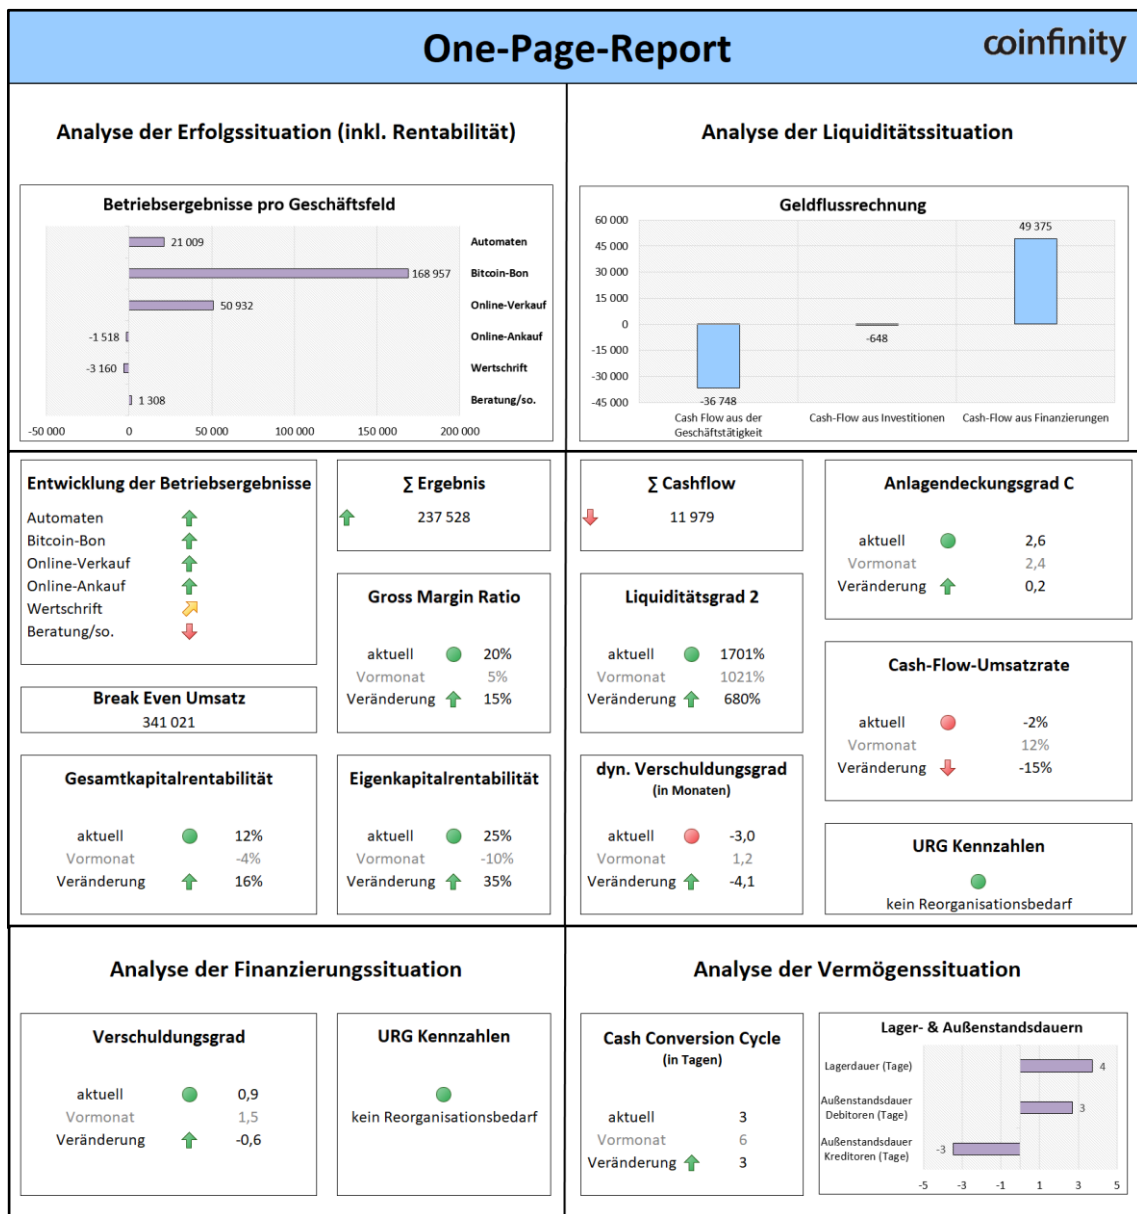 One-Page-Report
coinfinity
Analyse der Erfolgssituation (inkl. Rentabilität)
Betriebsergebnisse pro Geschäftsfeld
21 009 Automaten
168 957 Bitcoin-Bon
50 932 Online-Verkauf
-1 518 Online-Ankauf
-3 160 Wertschrift
1 308 Beratung/so.
-50 000 0 50 000 100 000 150 000 200 000
Analyse der Liquiditätssituation
Geldflussrechnung
60 000
45 000
30 000
15 000
0
-15 000
-30 000
-45 000
49 375
-648
-36 748
Cash Flow aus der
Geschäftstätigkeit
Cash-Flow aus Investitionen
Cash-Flow aus Finanzierungen
Entwicklung der Betriebsergebnisse
Automaten
Bitcoin-Bon
Online-Verkauf
Online-Ankauf
Wertschrift
Beratung/so.
∑ Ergebnis
237 528
Gross Margin Ratio
aktuell 20%
Vormonat 5%
Veränderung 15%
Break Even Umsatz
341 021
Gesamtkapitalrentabilität
aktuell 12%
Vormonat -4%
Veränderung 16%
Eigenkapitalrentabilität
aktuell 25%
Vormonat -10%
Veränderung 35%
∑ Cashflow
11 979
Anlagendeckungsgrad C
aktuell 2,6
Vormonat 2,4
Veränderung 0,2
Liquiditätsgrad 2
aktuell 1701%
Vormonat 1021%
Veränderung 680%
Cash-Flow-Umsatzrate
aktuell -2%
Vormonat 12%
Veränderung -15%
dyn. Verschuldungsgrad
(in Monaten)
aktuell -3,0
Vormonat 1,2
Veränderung -4,1
URG Kennzahlen
kein Reorganisationsbedarf
Analyse der Finanzierungssituation
Verschuldungsgrad
aktuell 0,9
Vormonat 1,5
Veränderung -0,6
URG Kennzahlen
kein Reorganisationsbedarf
Analyse der Vermögenssituation
Cash Conversion Cycle
(in Tagen)
aktuell 3
Vormonat 6
Veränderung 3
Lager- & Außenstandsdauern
Lagerdauer (Tage) 4
Außenstandsdauer
Debitoren (Tage) 3
Außenstandsdauer
Kreditoren (Tage) -3
-5 -3 -1 1 3 5